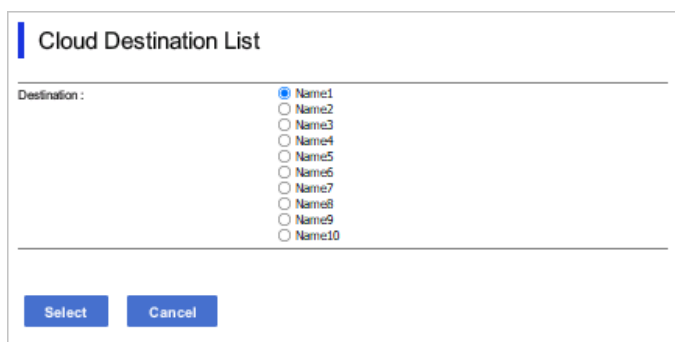 Cloud Destination List
Destination : Name1
Name2
Name3
Name4
Name5
Name6
Name7
Name8
Name9
Name10
Select Cancel